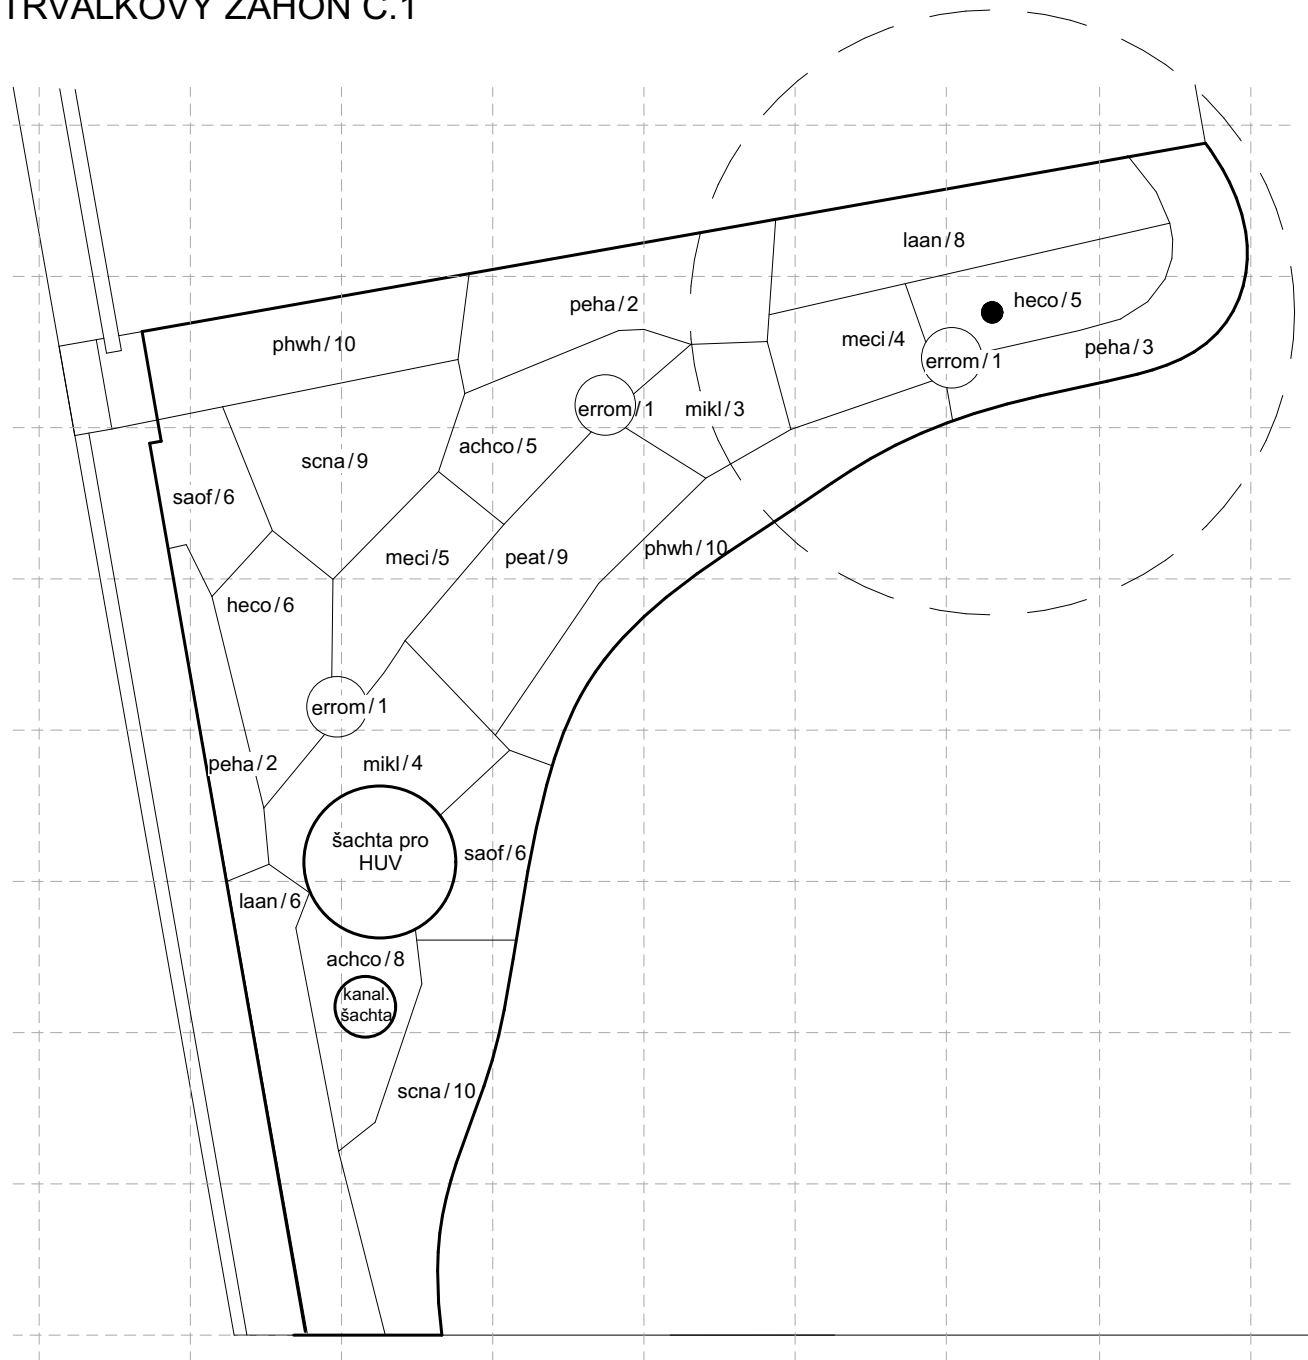 TRVALKOVÝ ZÁHON Č.1
laan/8
peha/2
heco/5
phwh/10
meci/4
peha/3
errom/1
errom/1
mikl/3
achco/5
scna/9
saof/6
meci/5
peat/9
phwh/10
heco/6
errom/1
peha/2
mikl/4
šachta pro
HUV
saof/6
laan/6
achco/8
kanal.
šachta
scna/10